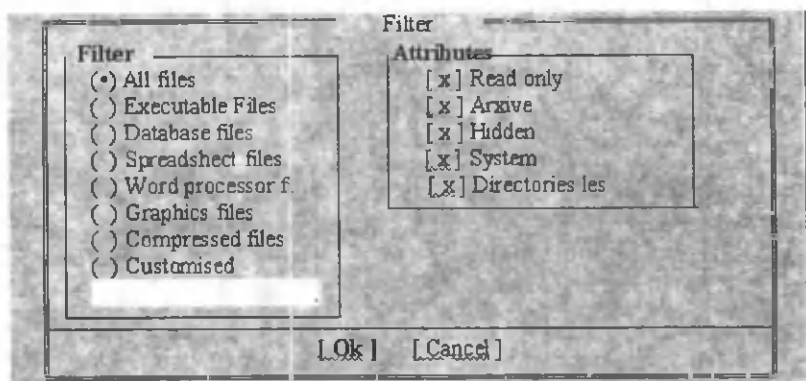 Filter
Filter
(•) All files
( ) Executable Files
( ) Database files
( ) Spreadshect files
( ) Word processor f.
( ) Graphics files
( ) Compressed files
( ) Customised
Attributes
[ x ] Read only
[ x ] Arxive
[ x ] Hidden
[ x ] System
[ x ] Directories les
[ Ok ] [ Cancel ]